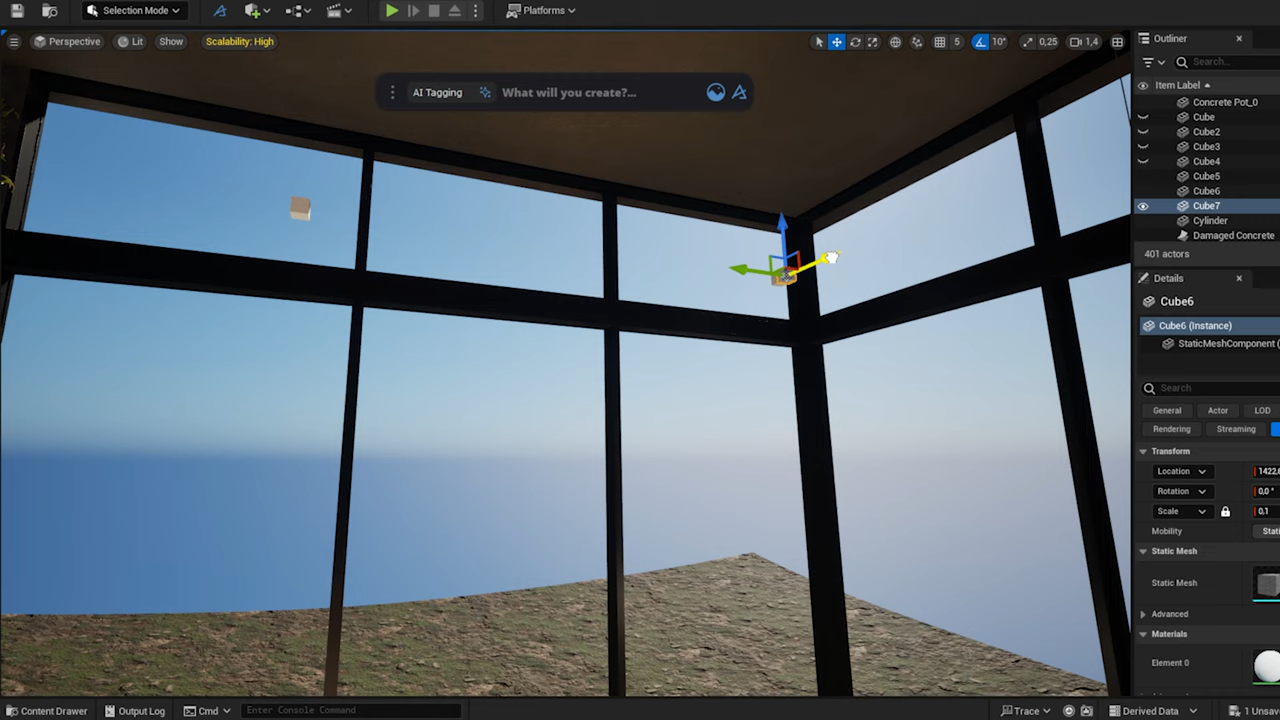 Selection Mode
Platforms
Perspective
Lit
Show
Scalability: High
5
10°
0,25
1,4
AI Tagging
What will you create?...
Outliner
Search...
Item Label
Concrete Pot_0
Cube
Cube2
Cube3
Cube4
Cube5
Cube6
Cube7
Cylinder
Damaged Concrete
401 actors
Details
Cube6
Cube6 (Instance)
StaticMeshComponent (
Search
General
Actor
LOD
Rendering
Streaming
Transform
Location
1422,
Rotation
0,0 °
Scale
0,1
Mobility
Stati
Static Mesh
Static Mesh
Advanced
Materials
Element 0
Content Drawer
Output Log
Cmd
Enter Console Command
Trace
Derived Data
1 Unsav